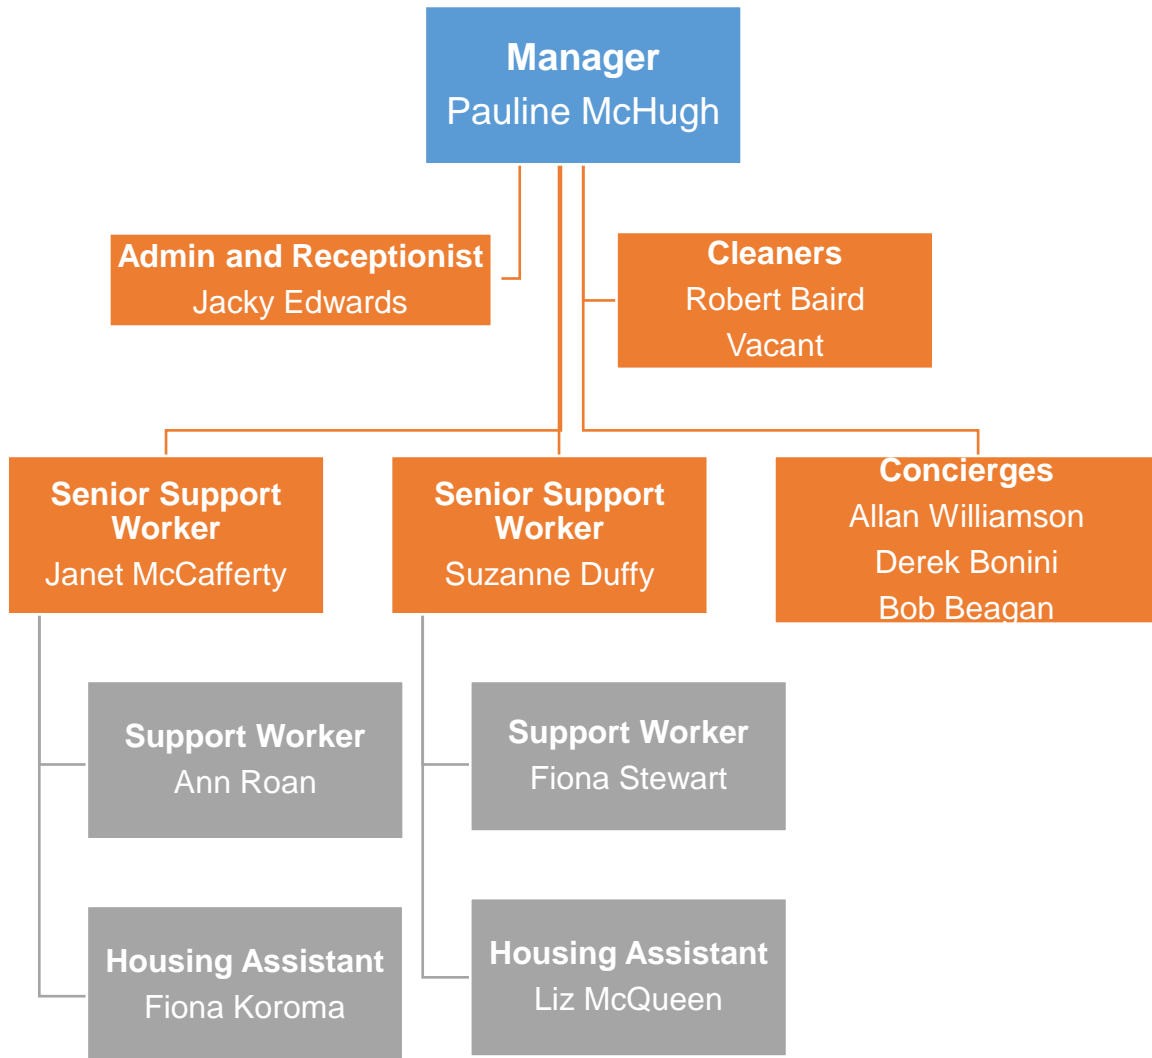 Manager
Pauline McHugh
Admin and Receptionist
Jacky Edwards
Cleaners
Robert Baird
Vacant
Senior Support
Worker
Janet McCafferty
Senior Support
Worker
Suzanne Duffy
Concierges
Allan Williamson
Derek Bonini
Bob Beagan
Support Worker
Ann Roan
Support Worker
Fiona Stewart
Housing Assistant
Fiona Koroma
Housing Assistant
Liz McQueen